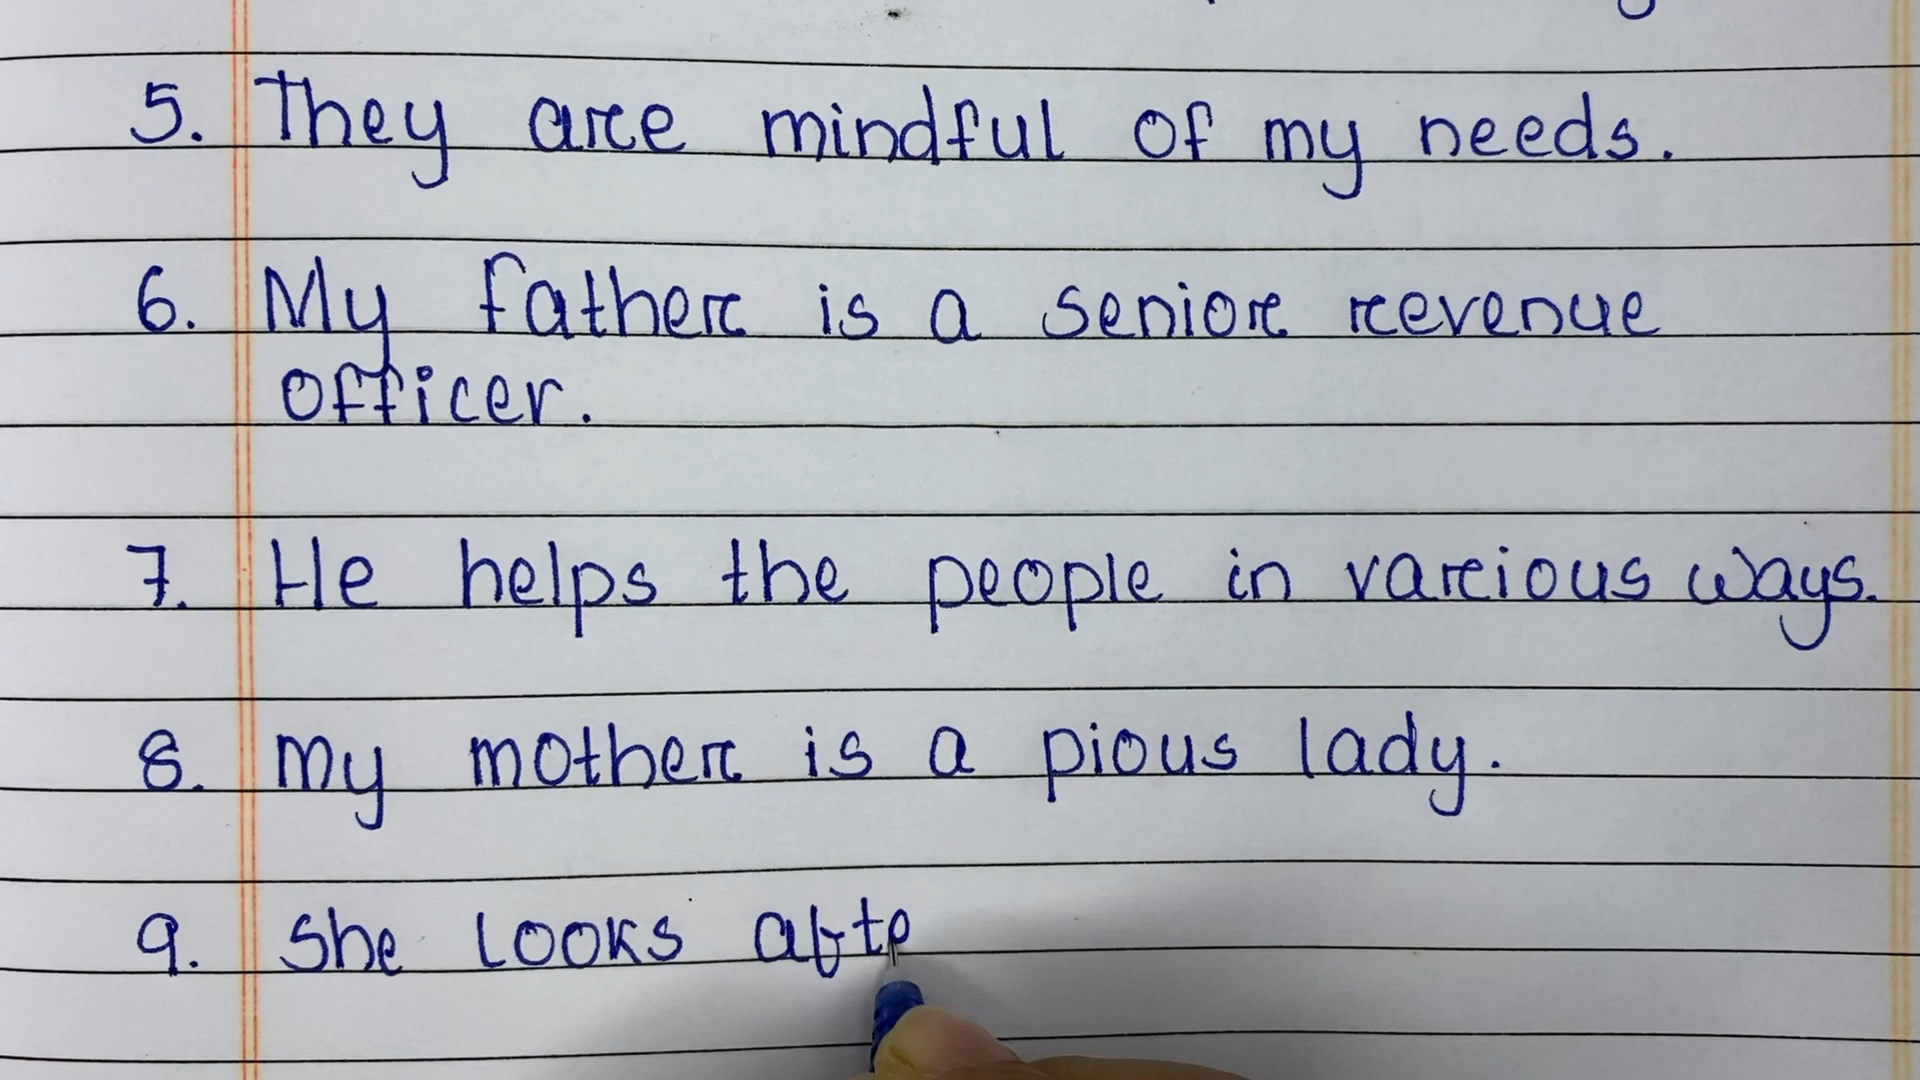 5. They are mindful of my needs.
6. My father is a senior revenue
officer.
7. He helps the people in various ways.
8. My mother is a pious lady.
9. She looks afte